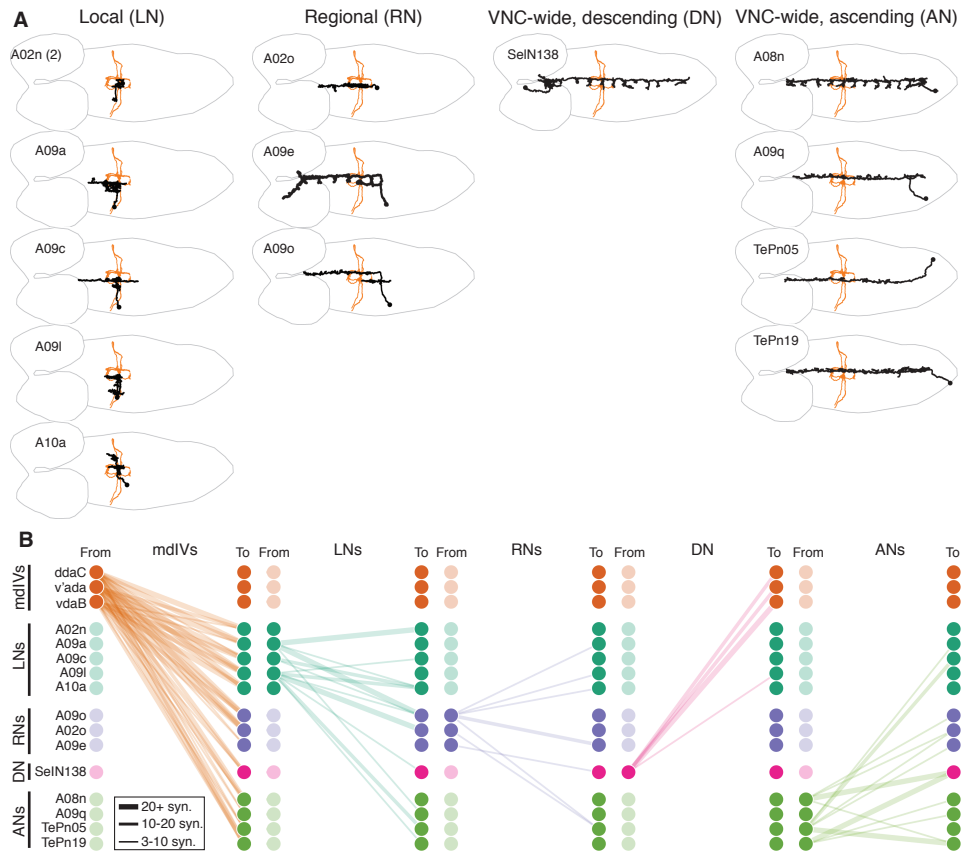 A
Local (LN)
Regional (RN)
VNC-wide, descending (DN)
VNC-wide, ascending (AN)
A02n (2)
A02o
SeIN138
A08n
A09a
A09e
A09q
A09c
A09o
TePn05
A09l
TePn19
A10a
B
From
mdIVs
To
From
LNs
To
From
RNs
To
From
DN
To
From
ANs
To
mdIVs
ddaC
v'ada
vdaB
LNs
A02n
A09a
A09c
A09l
A10a
RNs
A09o
A02o
A09e
DN
SeIN138
ANs
A08n
A09q
TePn05
TePn19
20+ syn.
10-20 syn.
3-10 syn.